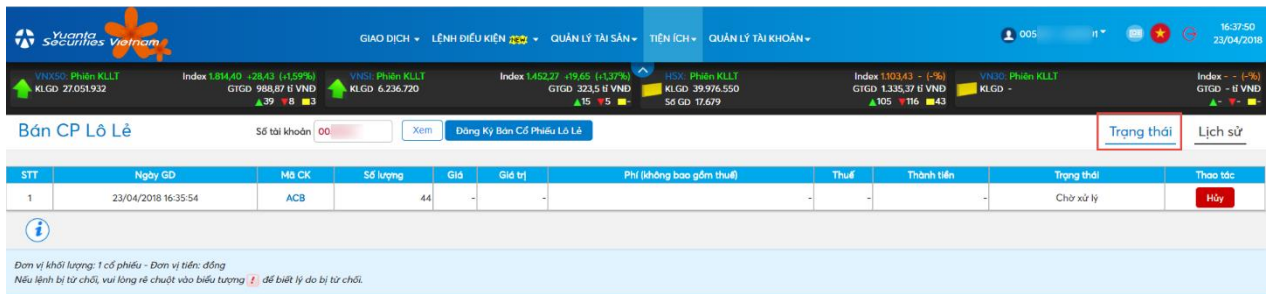 Yuanta Securities Vietnam
GIAO DỊCH LỆNH ĐIỀU KIỆN NEW QUẢN LÝ TÀI SẢN TIỆN ÍCH QUẢN LÝ TÀI KHOẢN
005 1
16:37:50
23/04/2018
VNX50: Phiên KLLT Index 1.814,40 +28,43 (+1,59%)
KLGD 27.051.932 GTGD 988,87 tỉ VNĐ
▲39 ▼8 ■3
VNSI: Phiên KLLT Index 1.452,27 +19,65 (+1,37%)
KLGD 6.236.720 GTGD 323,5 tỉ VNĐ
▲15 ▼5 ■-
HSX: Phiên KLLT Index 1.103,43 - (-%)
KLGD 39.976.550 GTGD 1.335,37 tỉ VNĐ
Số GD 17.679 ▲105 ▼116 ■43
VN30: Phiên KLLT Index - - (-%)
KLGD - GTGD - tỉ VNĐ
▲- ▼- ■-
Bán CP Lô Lẻ Số tài khoản 00 Xem Đăng Ký Bán Cổ Phiếu Lô Lẻ Trạng thái Lịch sử
STT Ngày GD Mã CK Số lượng Giá Giá trị Phí (không bao gồm thuế) Thuế Thành tiền Trạng thái Thao tác
1 23/04/2018 16:35:54 ACB 44 - - - - - Chờ xử lý Hủy
i
Đơn vị khối lượng: 1 cổ phiếu - Đơn vị tiền: đồng
Nếu lệnh bị từ chối, vui lòng rê chuột vào biểu tượng ! để biết lý do bị từ chối.